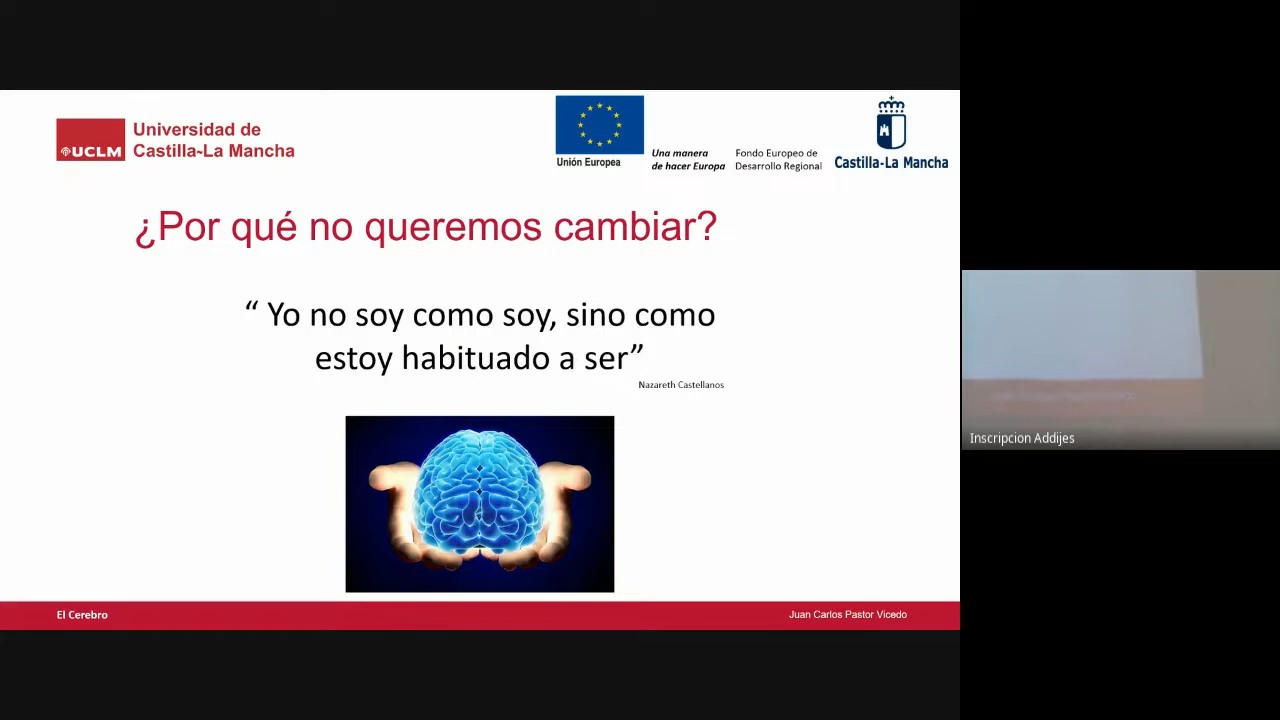 UCLM
Universidad de
Castilla-La Mancha
Unión Europea
Una manera
de hacer Europa
Fondo Europeo de
Desarrollo Regional
Castilla-La Mancha
¿Por qué no queremos cambiar?
“ Yo no soy como soy, sino como
estoy habituado a ser”
Nazareth Castellanos
El Cerebro
Juan Carlos Pastor Vicedo
Inscripcion Addijes